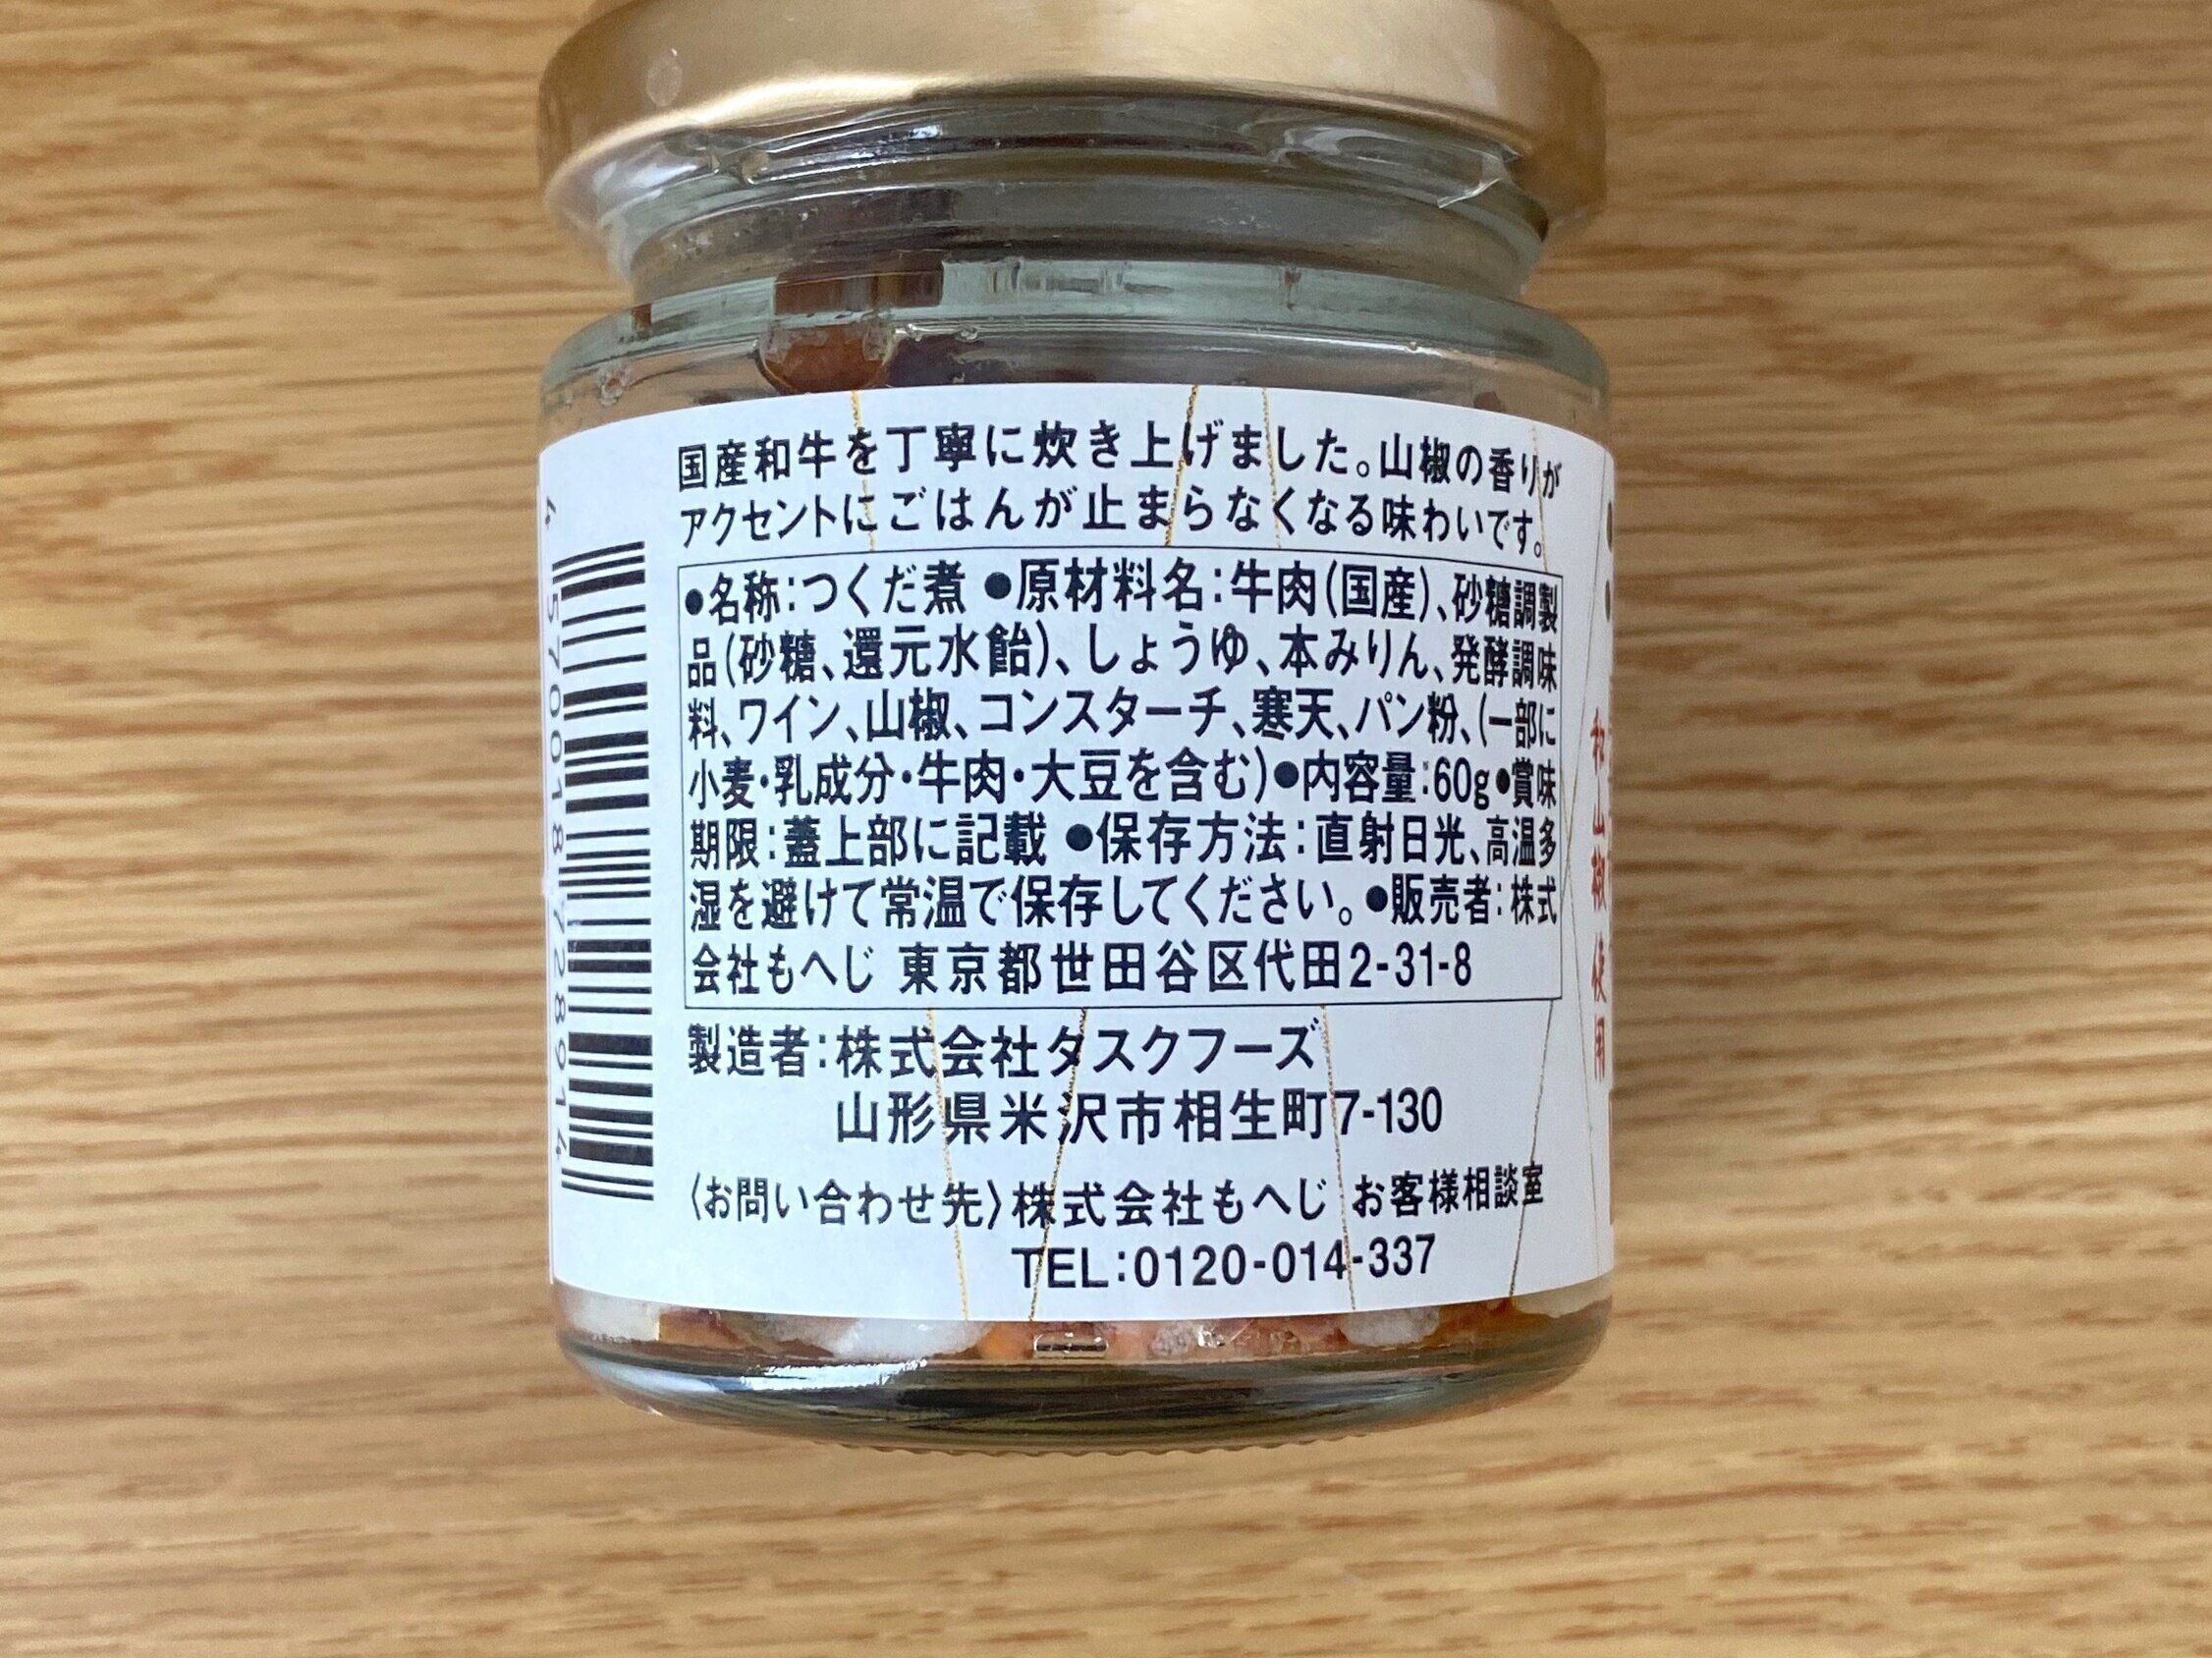 国産和牛を丁寧に炊き上げました。山椒の香りが
アクセントにごはんが止まらなくなる味わいです。
●名称:つくだ煮 ●原材料名:牛肉(国産)、砂糖調製
品(砂糖、還元水飴)、しょうゆ、本みりん、発酵調味
料、ワイン、山椒、コンスターチ、寒天、パン粉、(一部に
小麦・乳成分・牛肉・大豆を含む)●内容量:60g●賞味
期限:蓋上部に記載 ●保存方法:直射日光、高温多
湿を避けて常温で保存してください。●販売者:株式
会社もへじ 東京都世田谷区代田2-31-8
製造者:株式会社タスクフーズ
山形県米沢市相生町7-130
〈お問い合わせ先〉株式会社もへじ お客様相談室
TEL:0120-014-337
4570018728914
和山椒使用